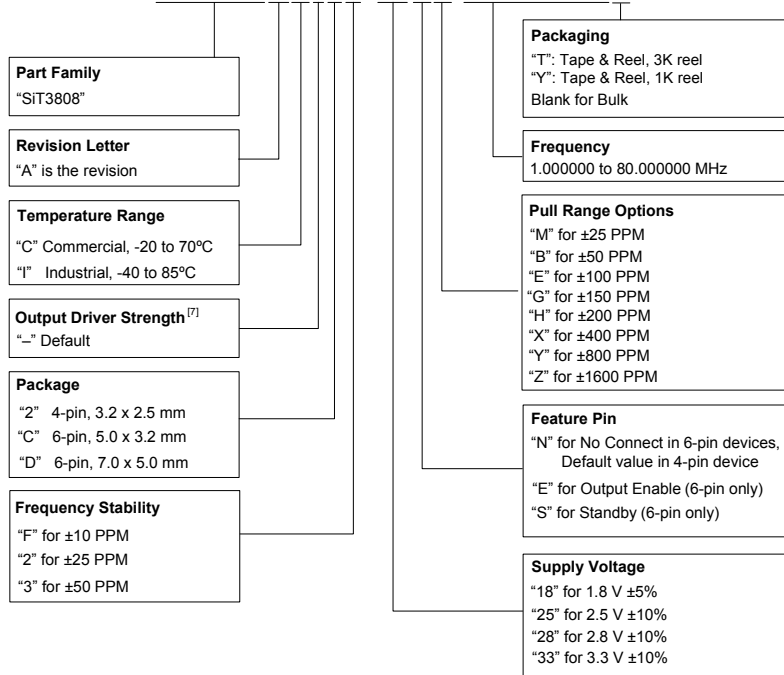 Part Family
“SiT3808”
Revision Letter
“A” is the revision
Temperature Range
“C” Commercial, -20 to 70ºC
“I” Industrial, -40 to 85ºC
Output Driver Strength[7]
“–” Default
Package
“2” 4-pin, 3.2 x 2.5 mm
“C” 6-pin, 5.0 x 3.2 mm
“D” 6-pin, 7.0 x 5.0 mm
Frequency Stability
“F” for ±10 PPM
“2” for ±25 PPM
“3” for ±50 PPM
Packaging
“T”: Tape & Reel, 3K reel
“Y”: Tape & Reel, 1K reel
Blank for Bulk
Frequency
1.000000 to 80.000000 MHz
Pull Range Options
“M” for ±25 PPM
“B” for ±50 PPM
“E” for ±100 PPM
“G” for ±150 PPM
“H” for ±200 PPM
“X” for ±400 PPM
“Y” for ±800 PPM
“Z” for ±1600 PPM
Feature Pin
“N” for No Connect in 6-pin devices,
Default value in 4-pin device
“E” for Output Enable (6-pin only)
“S” for Standby (6-pin only)
Supply Voltage
“18” for 1.8 V ±5%
“25” for 2.5 V ±10%
“28” for 2.8 V ±10%
“33” for 3.3 V ±10%